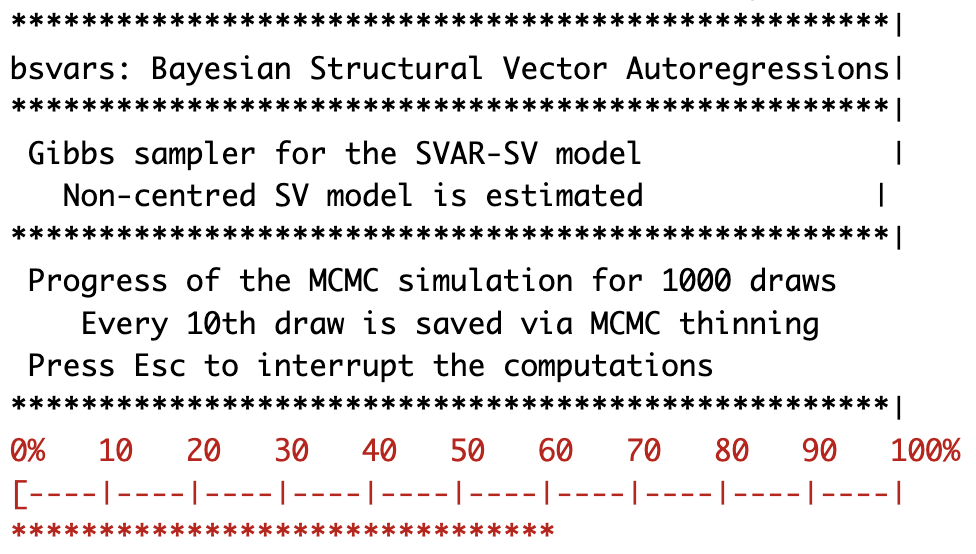 **************************************************|
bsvars: Bayesian Structural Vector Autoregressions|
**************************************************|
 Gibbs sampler for the SVAR-SV model              |
   Non-centred SV model is estimated             |
**************************************************|
 Progress of the MCMC simulation for 1000 draws
    Every 10th draw is saved via MCMC thinning
 Press Esc to interrupt the computations
**************************************************|
0%   10   20   30   40   50   60   70   80   90   100%
[----|----|----|----|----|----|----|----|----|----|
*******************************